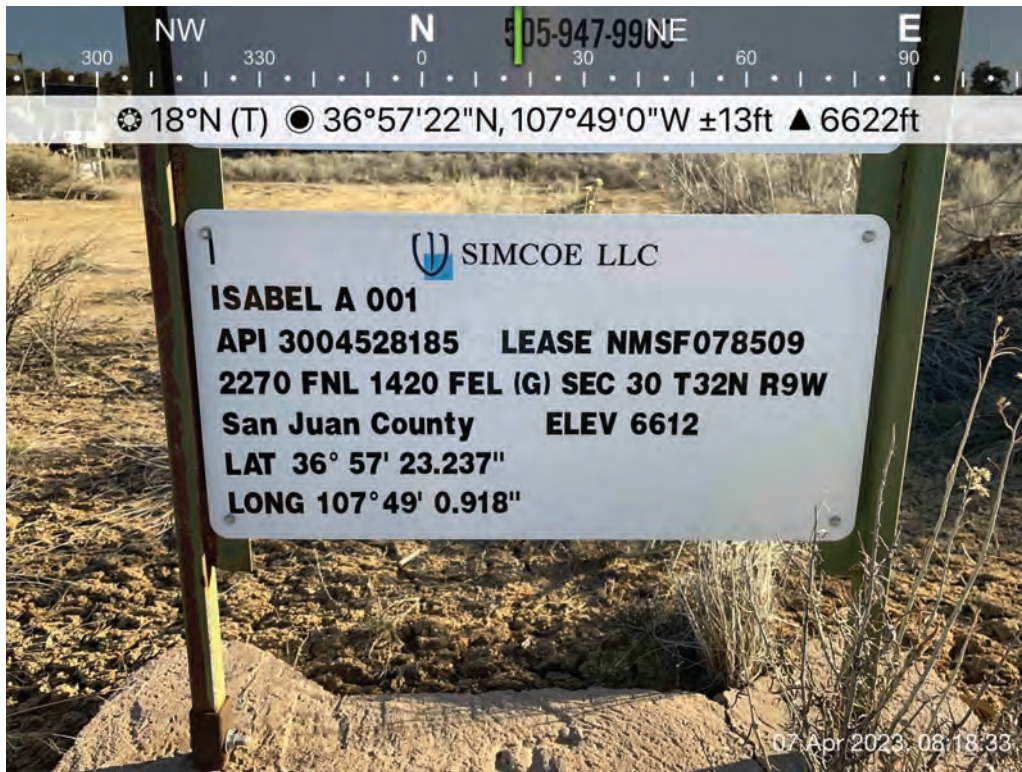 NW N NE E
300 330 0 30 60 90
18°N (T) 36°57'22"N, 107°49'0"W ±13ft ▲ 6622ft
SIMCOE LLC
ISABEL A 001
API 3004528185 LEASE NMSF078509
2270 FNL 1420 FEL (G) SEC 30 T32N R9W
San Juan County ELEV 6612
LAT 36° 57' 23.237"
LONG 107° 49' 0.918"
07 Apr 2023, 08:18:33